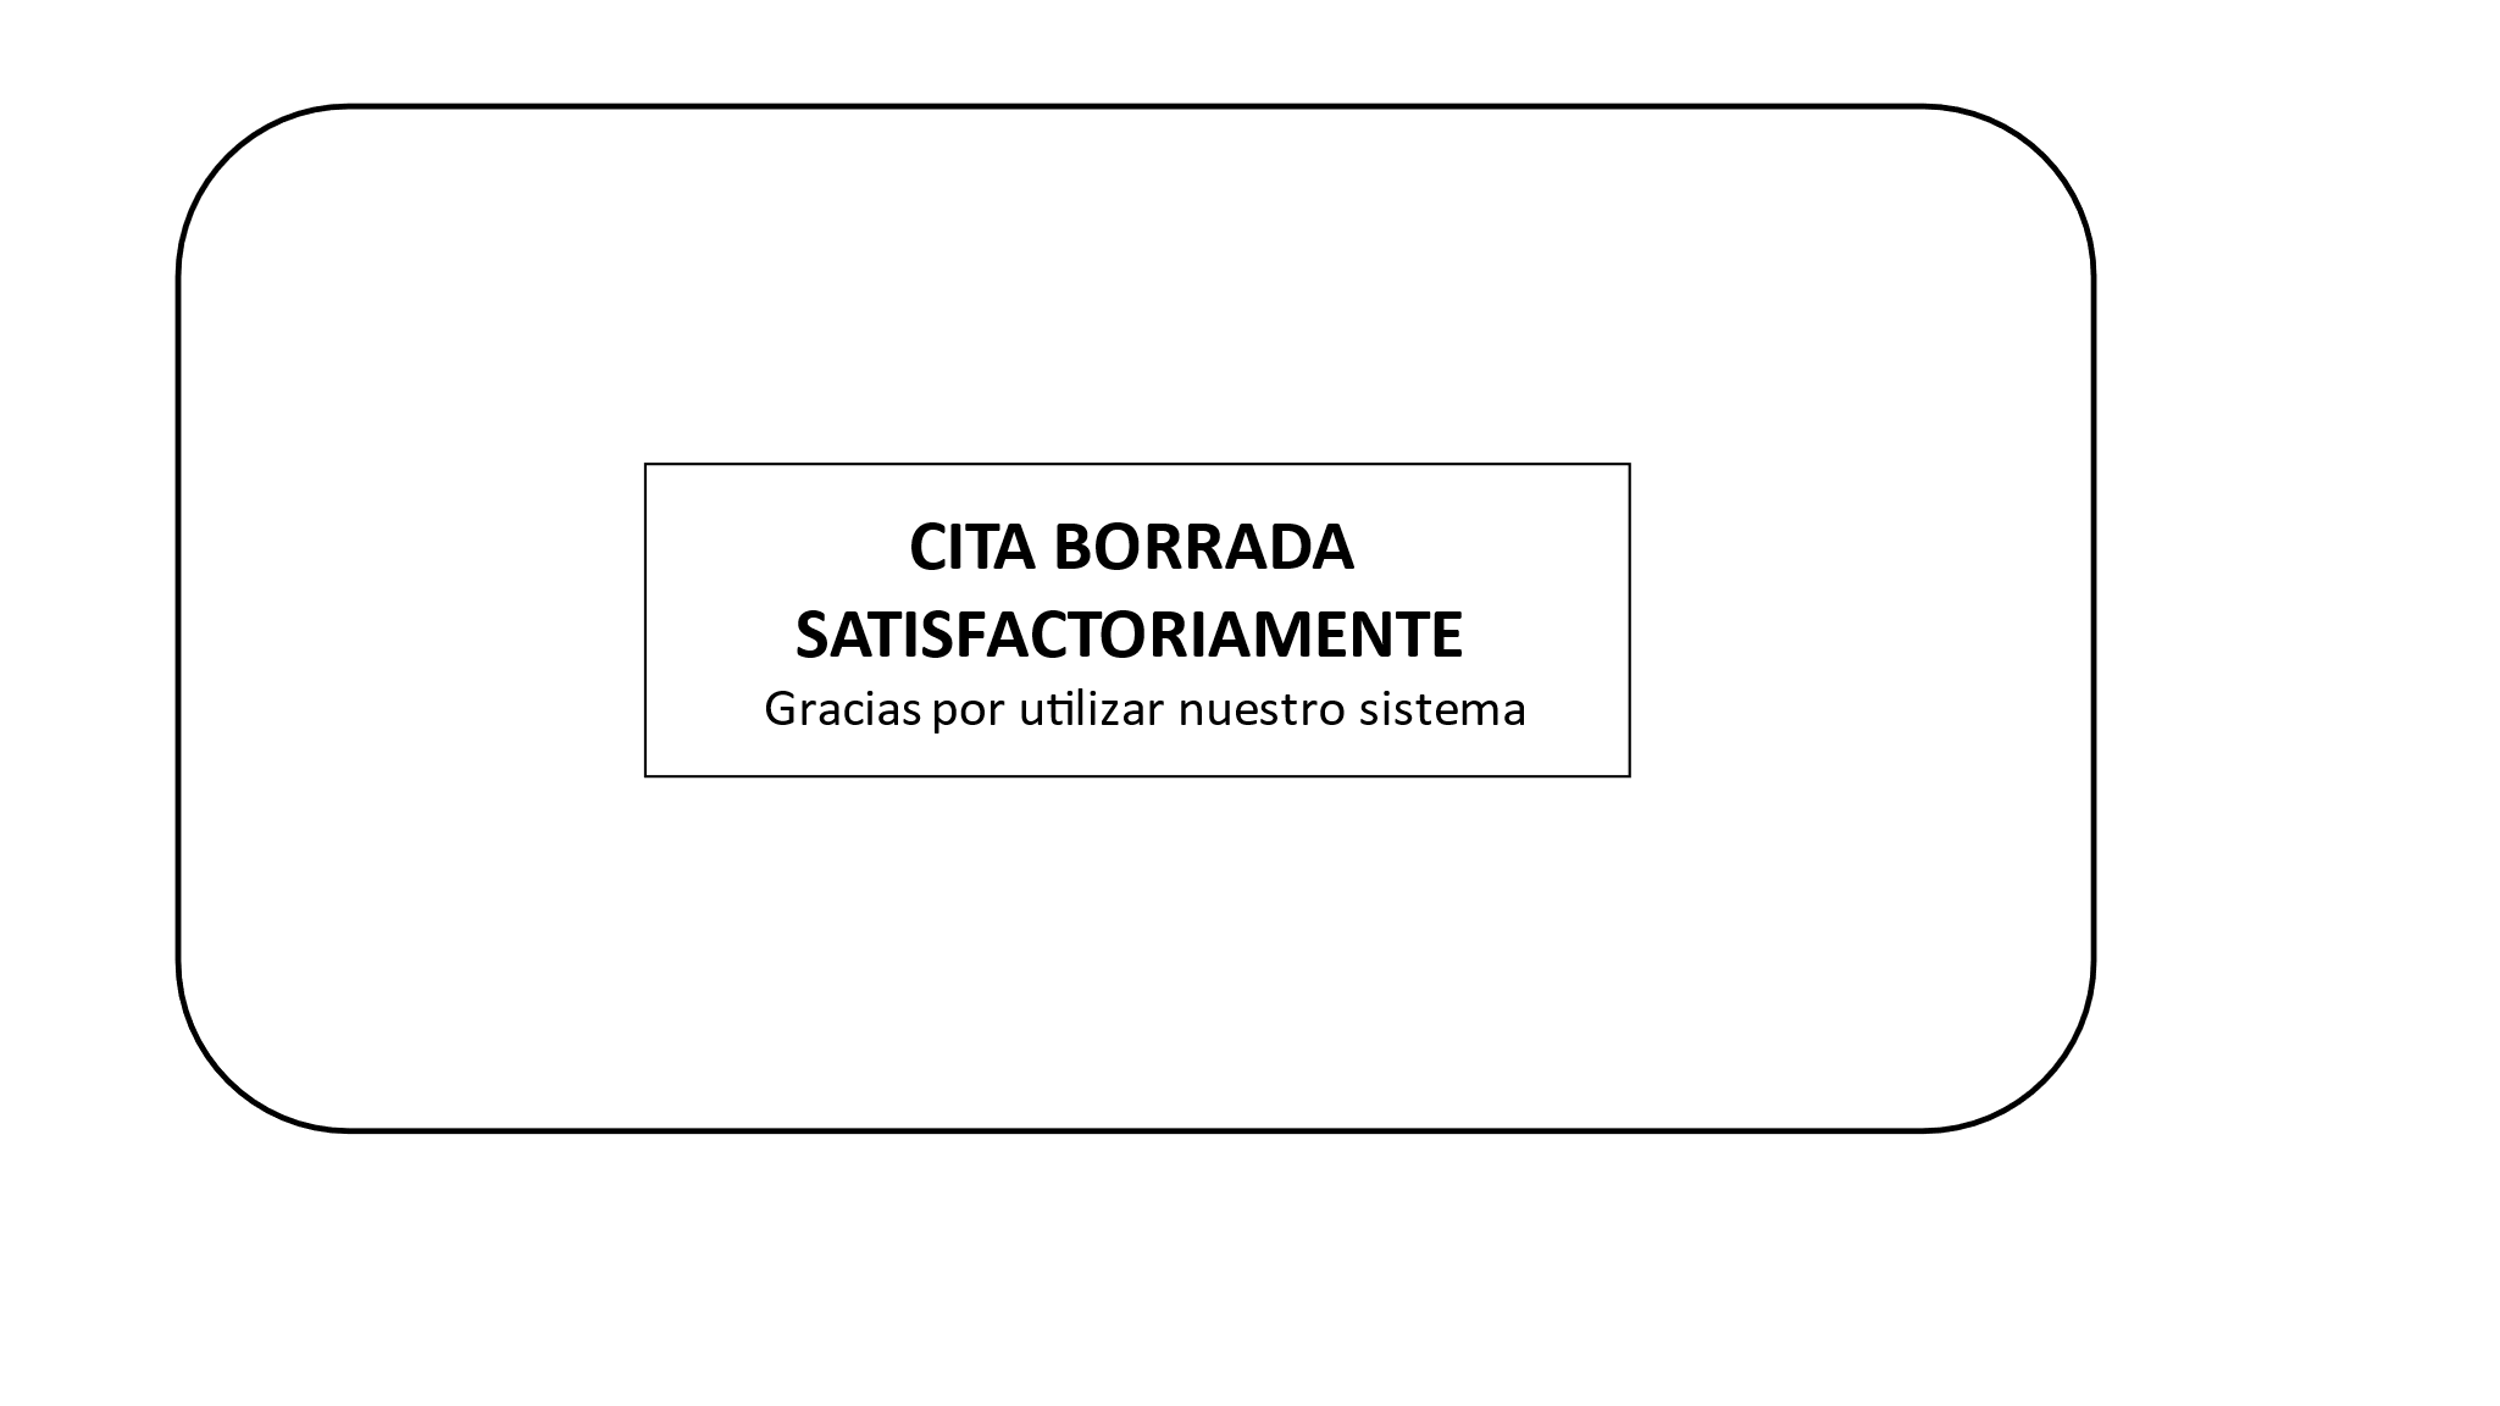 CITA BORRADA
SATISFACTORIAMENTE
Gracias por utilizar nuestro sistema